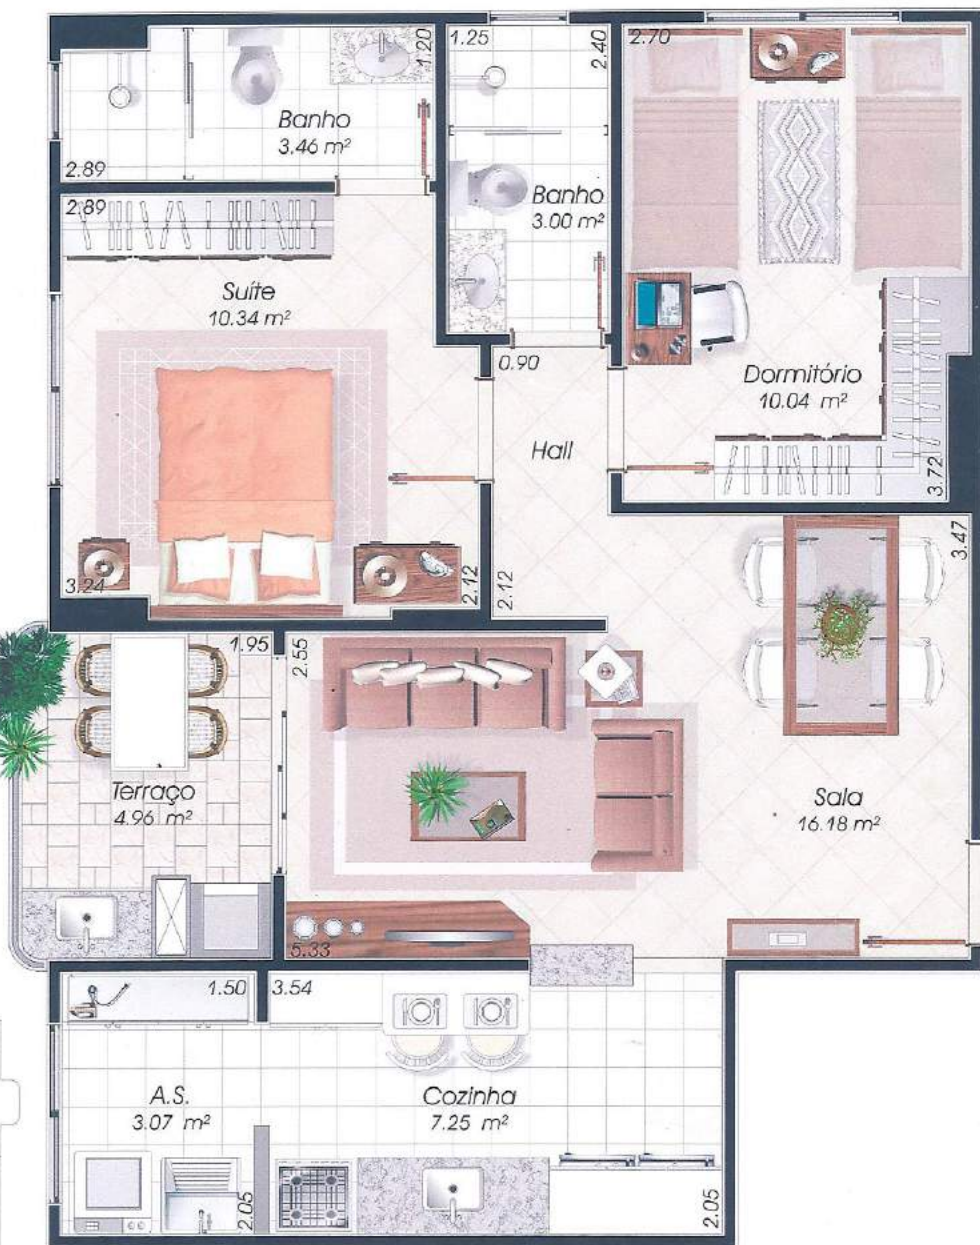 1.20
1.25
2.40
2.70
Banho
3.46 m²
2.89
2.89
Banho
3.00 m²
Suíte
10.34 m²
0.90
Dormitório
10.04 m²
Hall
3.72
3.47
3.24
2.12
2.12
1.95
2.55
Terraço
4.96 m²
Sala
16.18 m²
5.33
1.50
3.54
A.S.
3.07 m²
Cozinha
7.25 m²
2.05
2.05